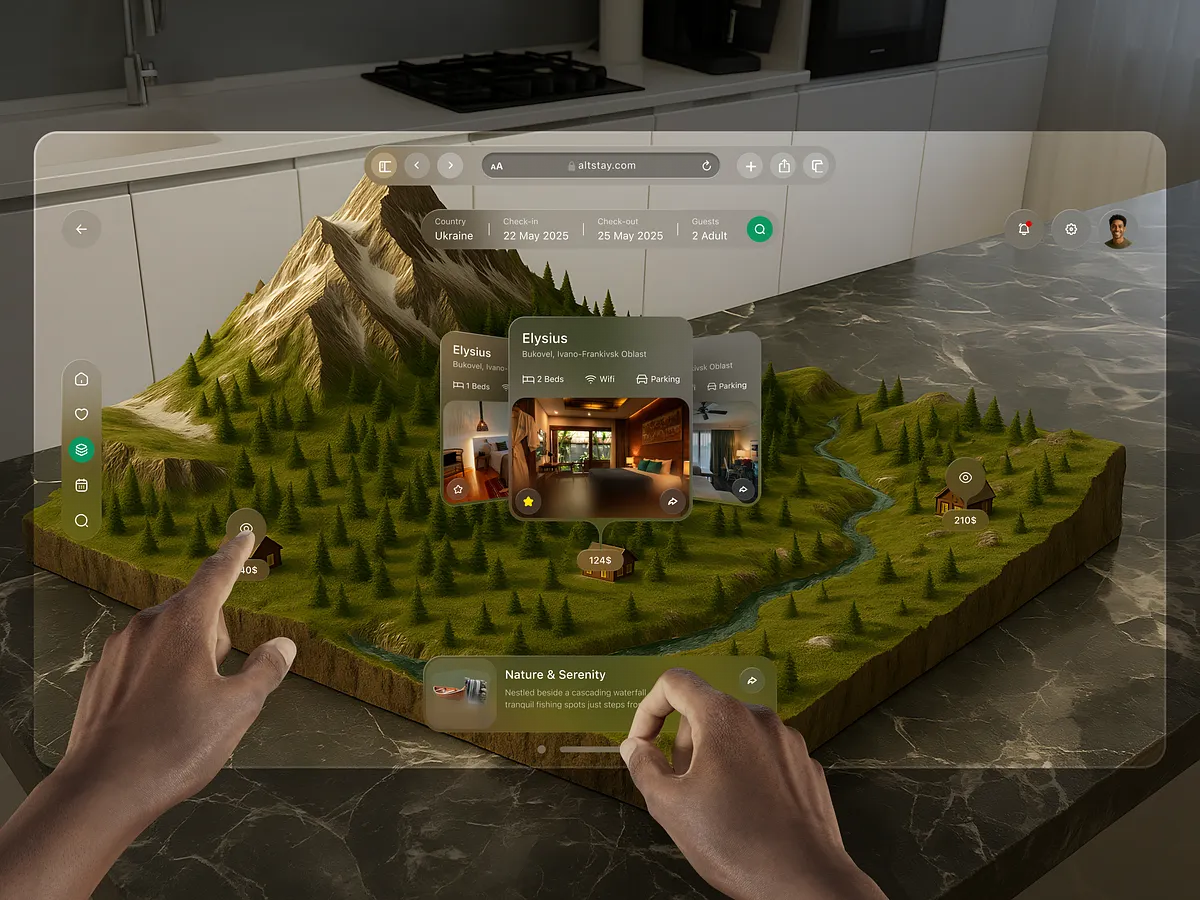 AA
altstay.com
Country
Check-in
Check-out
Guests
Ukraine
22 May 2025
25 May 2025
2 Adult
Elysius
Bukovel, Ivano-
1 Beds
Elysius
Bukovel, Ivano-Frankivsk Oblast
2 Beds
Wifi
Parking
Oblast
Parking
40$
124$
210$
Nature & Serenity
Nestled beside a cascading waterfall
tranquil fishing spots just steps